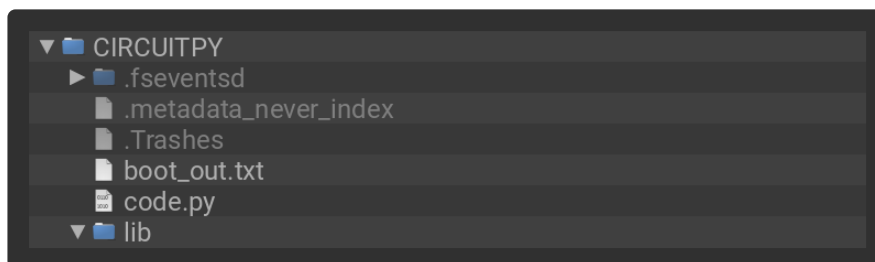 CIRCUITPY
.fseventsd
.metadata_never_index
.Trashes
boot_out.txt
code.py
lib